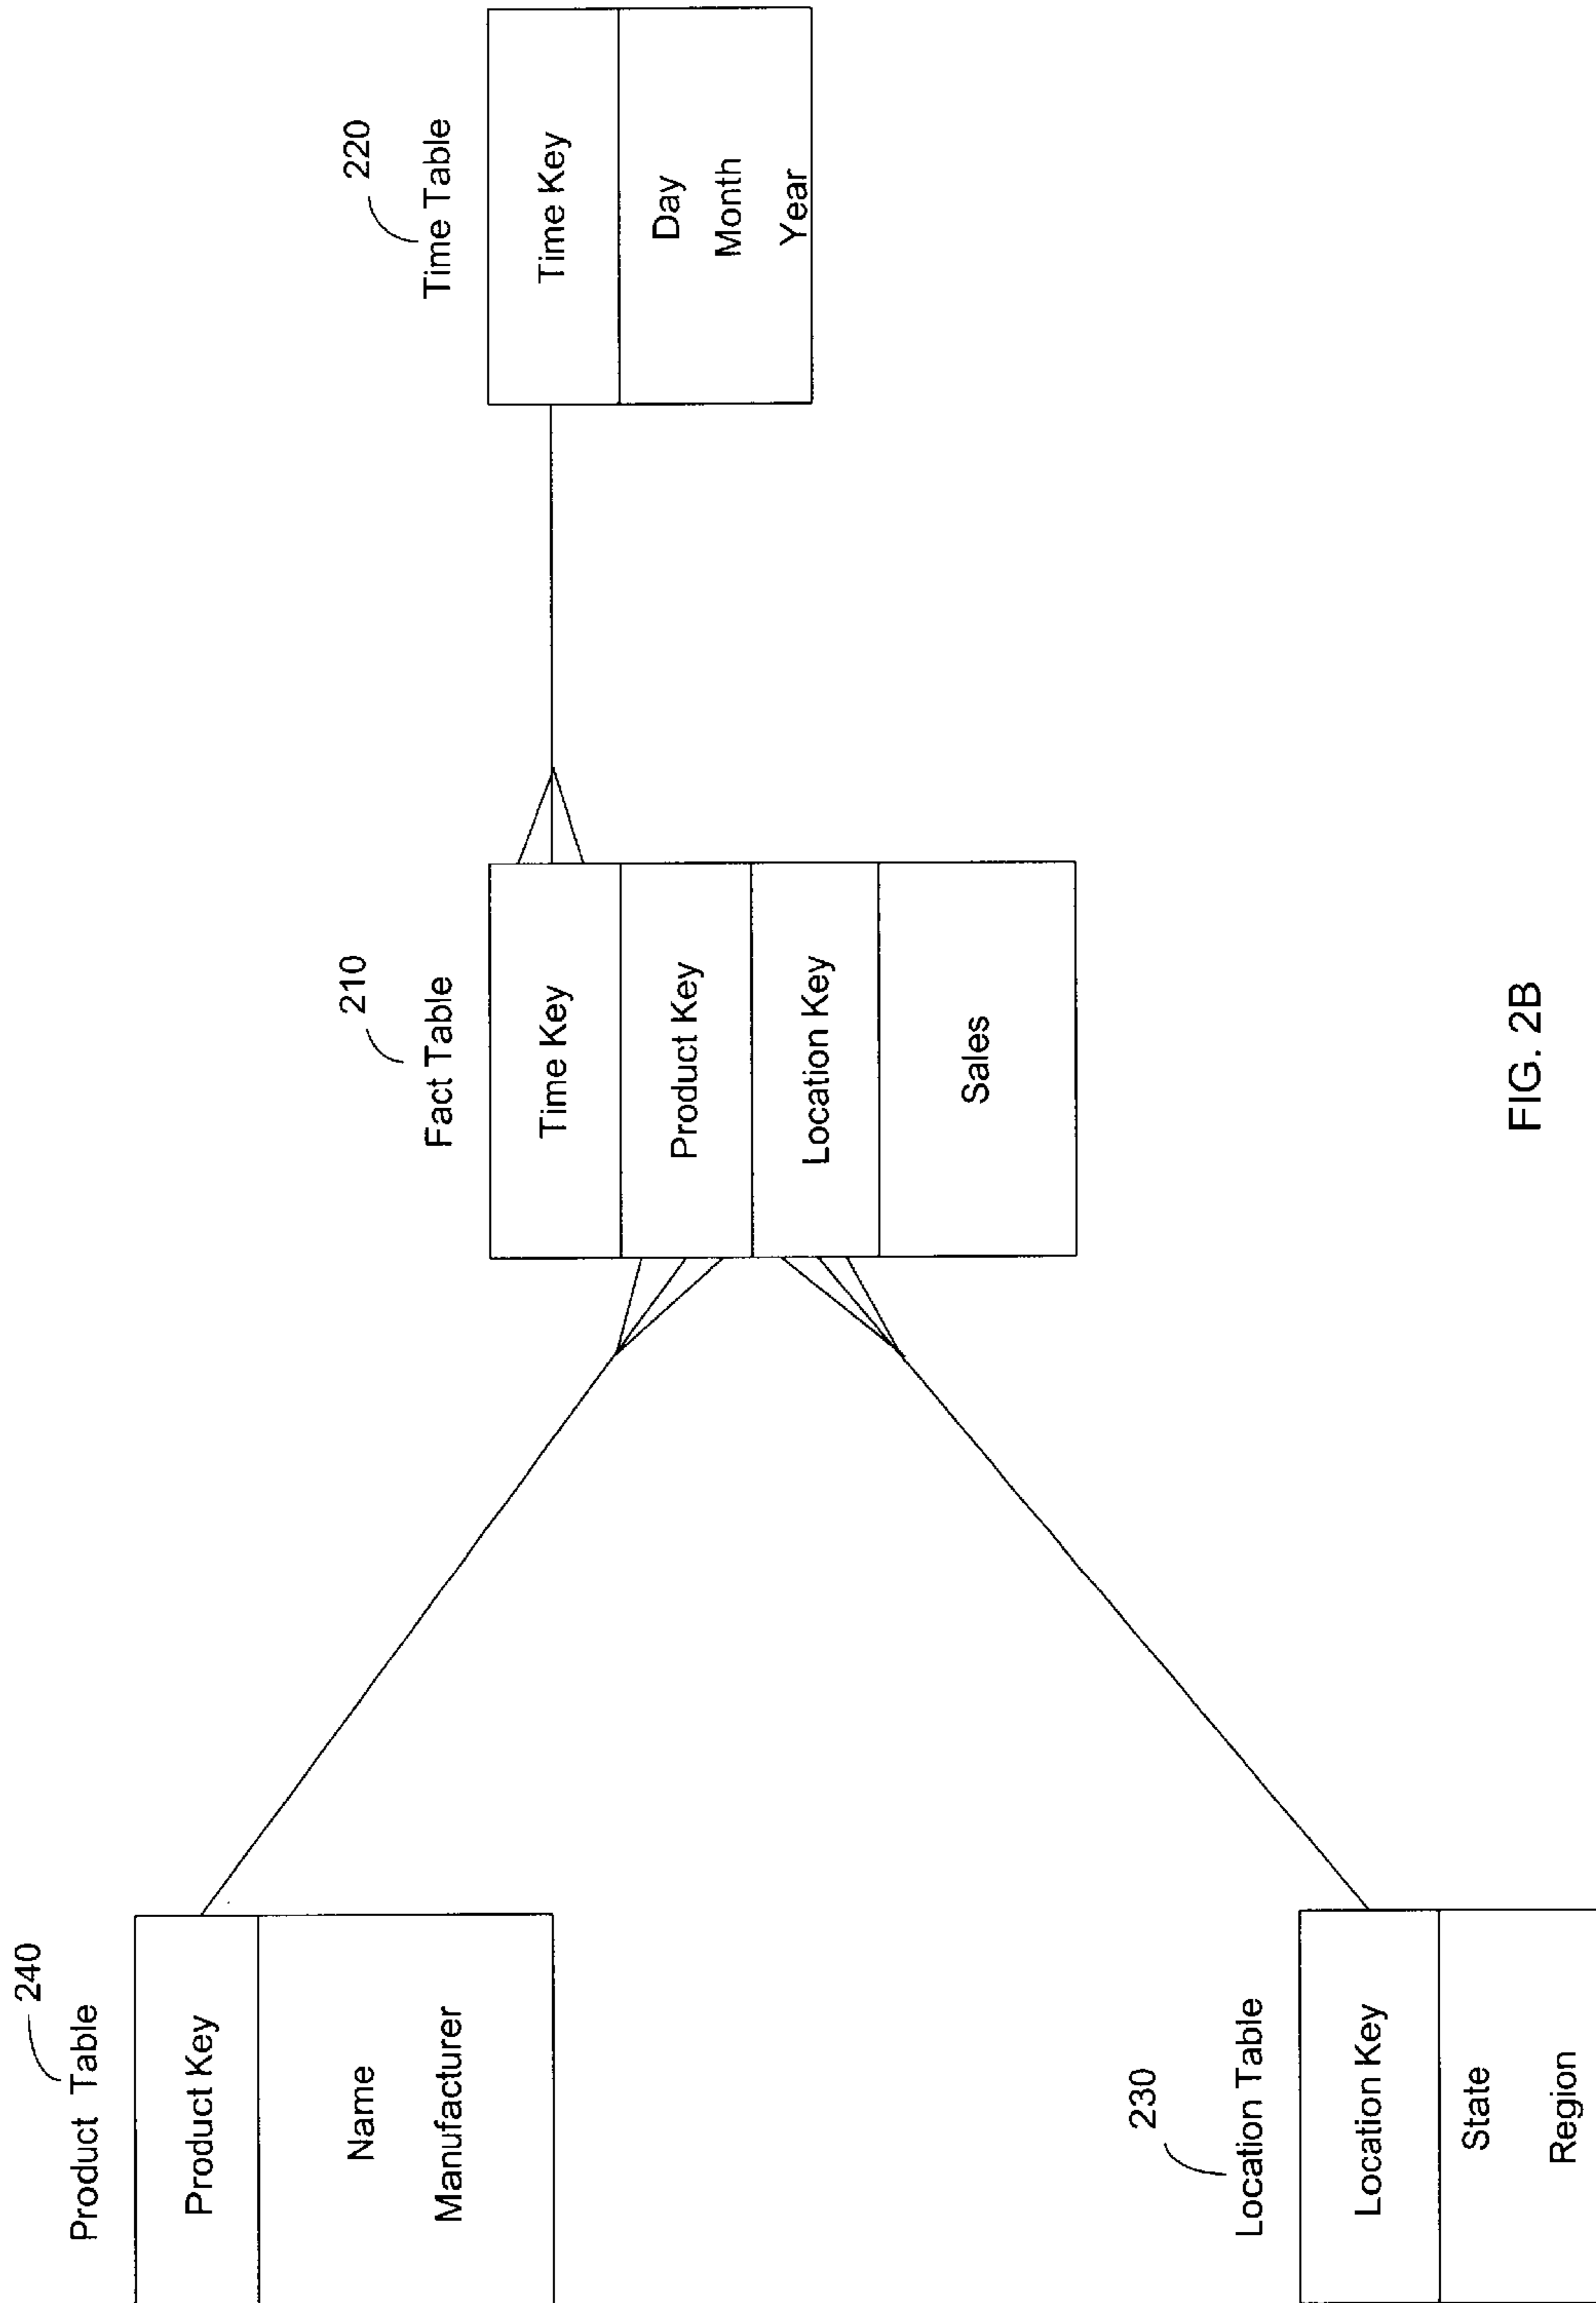 240
Product Table
Product Key
Name
Manufacturer
210
Fact Table
Time Key
Product Key
Location Key
Sales
220
Time Table
Time Key
Day
Month
Year
230
Location Table
Location Key
State
Region
FIG. 2B